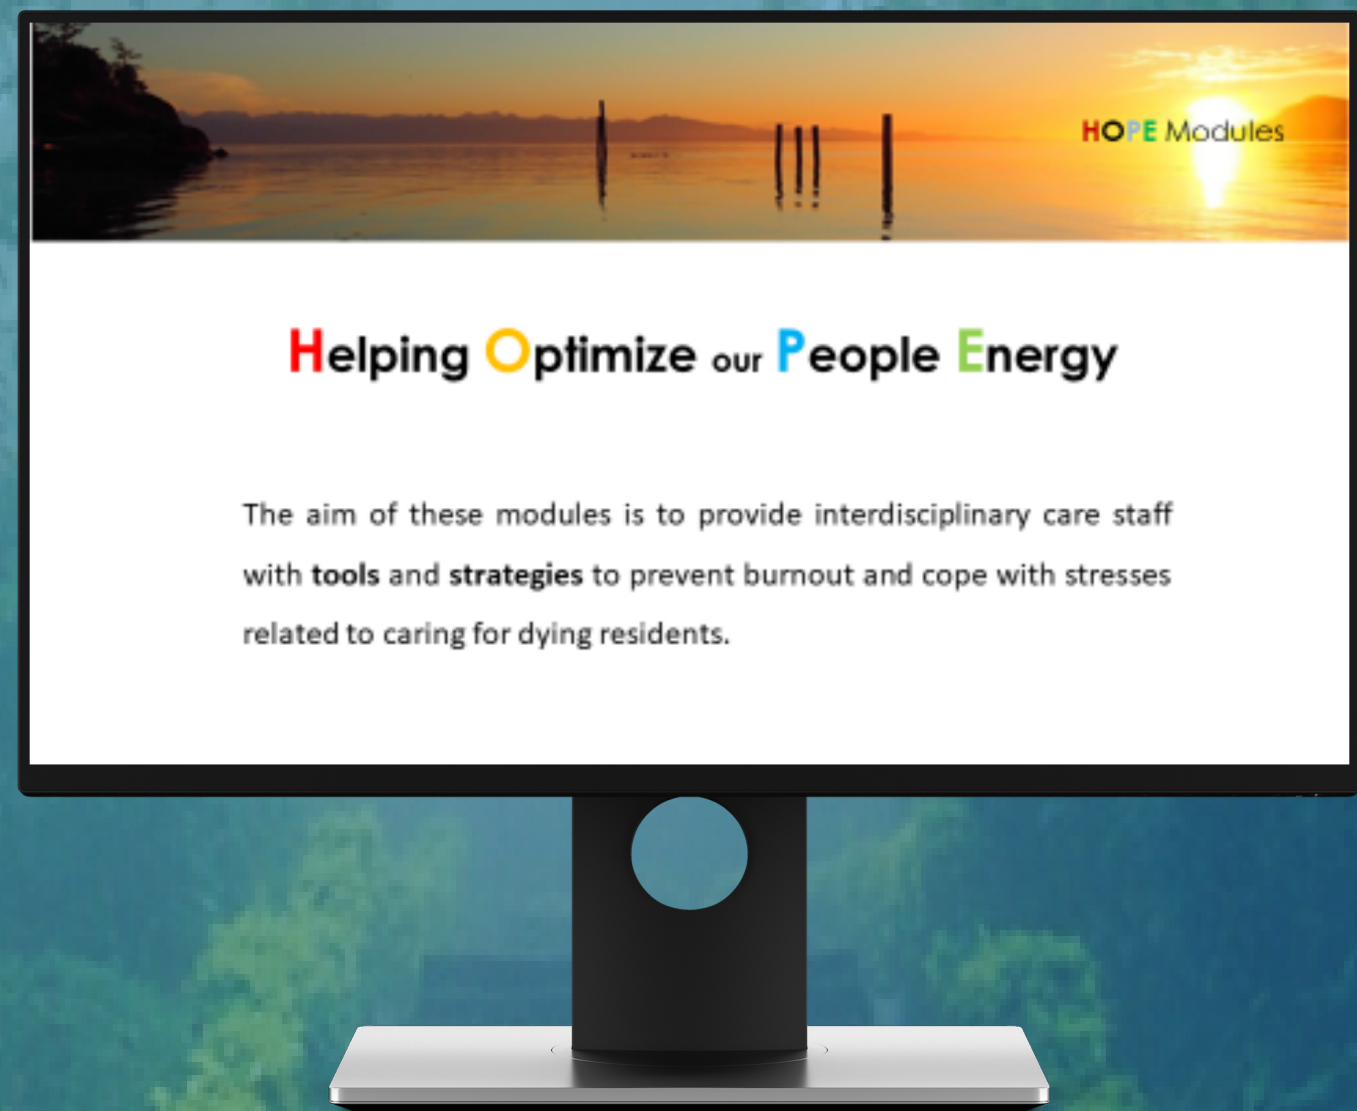 HOPE Modules
Helping Optimize our People Energy
The aim of these modules is to provide interdisciplinary care staff
with tools and strategies to prevent burnout and cope with stresses
related to caring for dying residents.